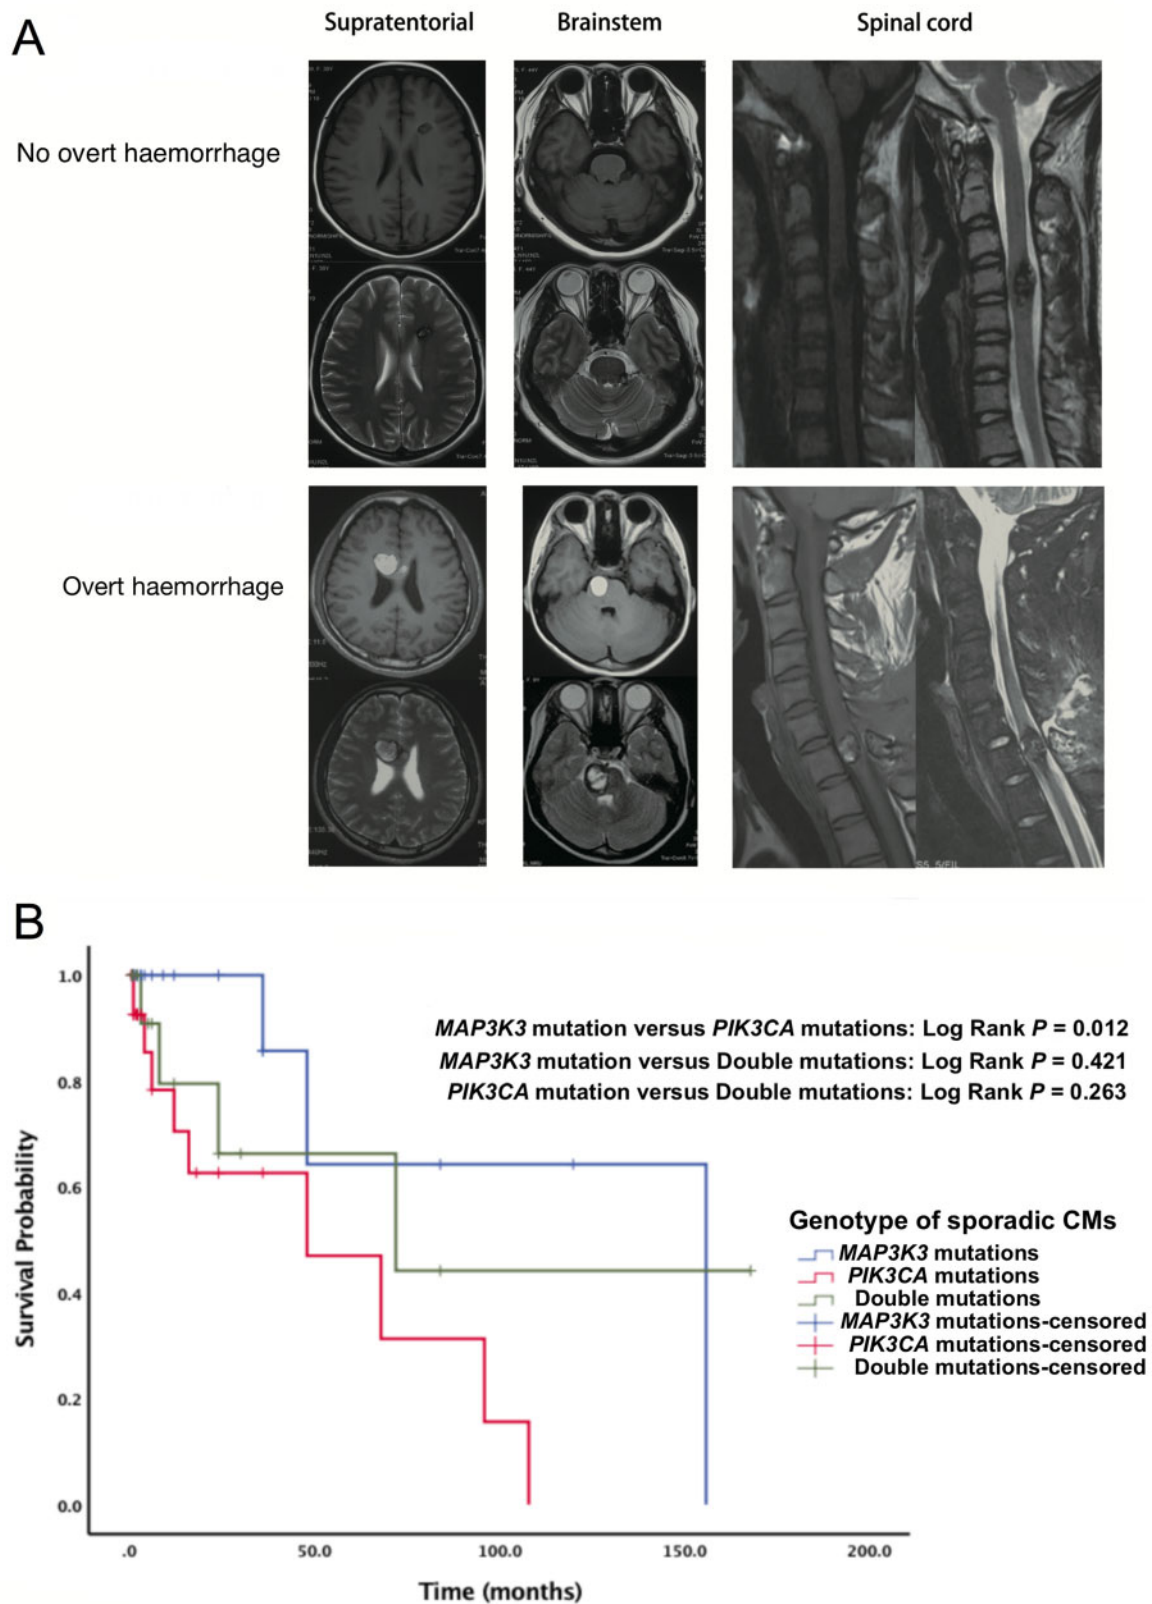 A
Supratentorial
Brainstem
Spinal cord
No overt haemorrhage
Overt haemorrhage
S5, 5/FIL
B
MAP3K3 mutation versus PIK3CA mutations: Log Rank P = 0.012
MAP3K3 mutation versus Double mutations: Log Rank P = 0.421
PIK3CA mutation versus Double mutations: Log Rank P = 0.263
Survival Probability
1.0
0.8
0.6
0.4
0.2
0.0
Genotype of sporadic CMs
MAP3K3 mutations
PIK3CA mutations
Double mutations
MAP3K3 mutations-censored
PIK3CA mutations-censored
Double mutations-censored
.0
50.0
100.0
150.0
200.0
Time (months)